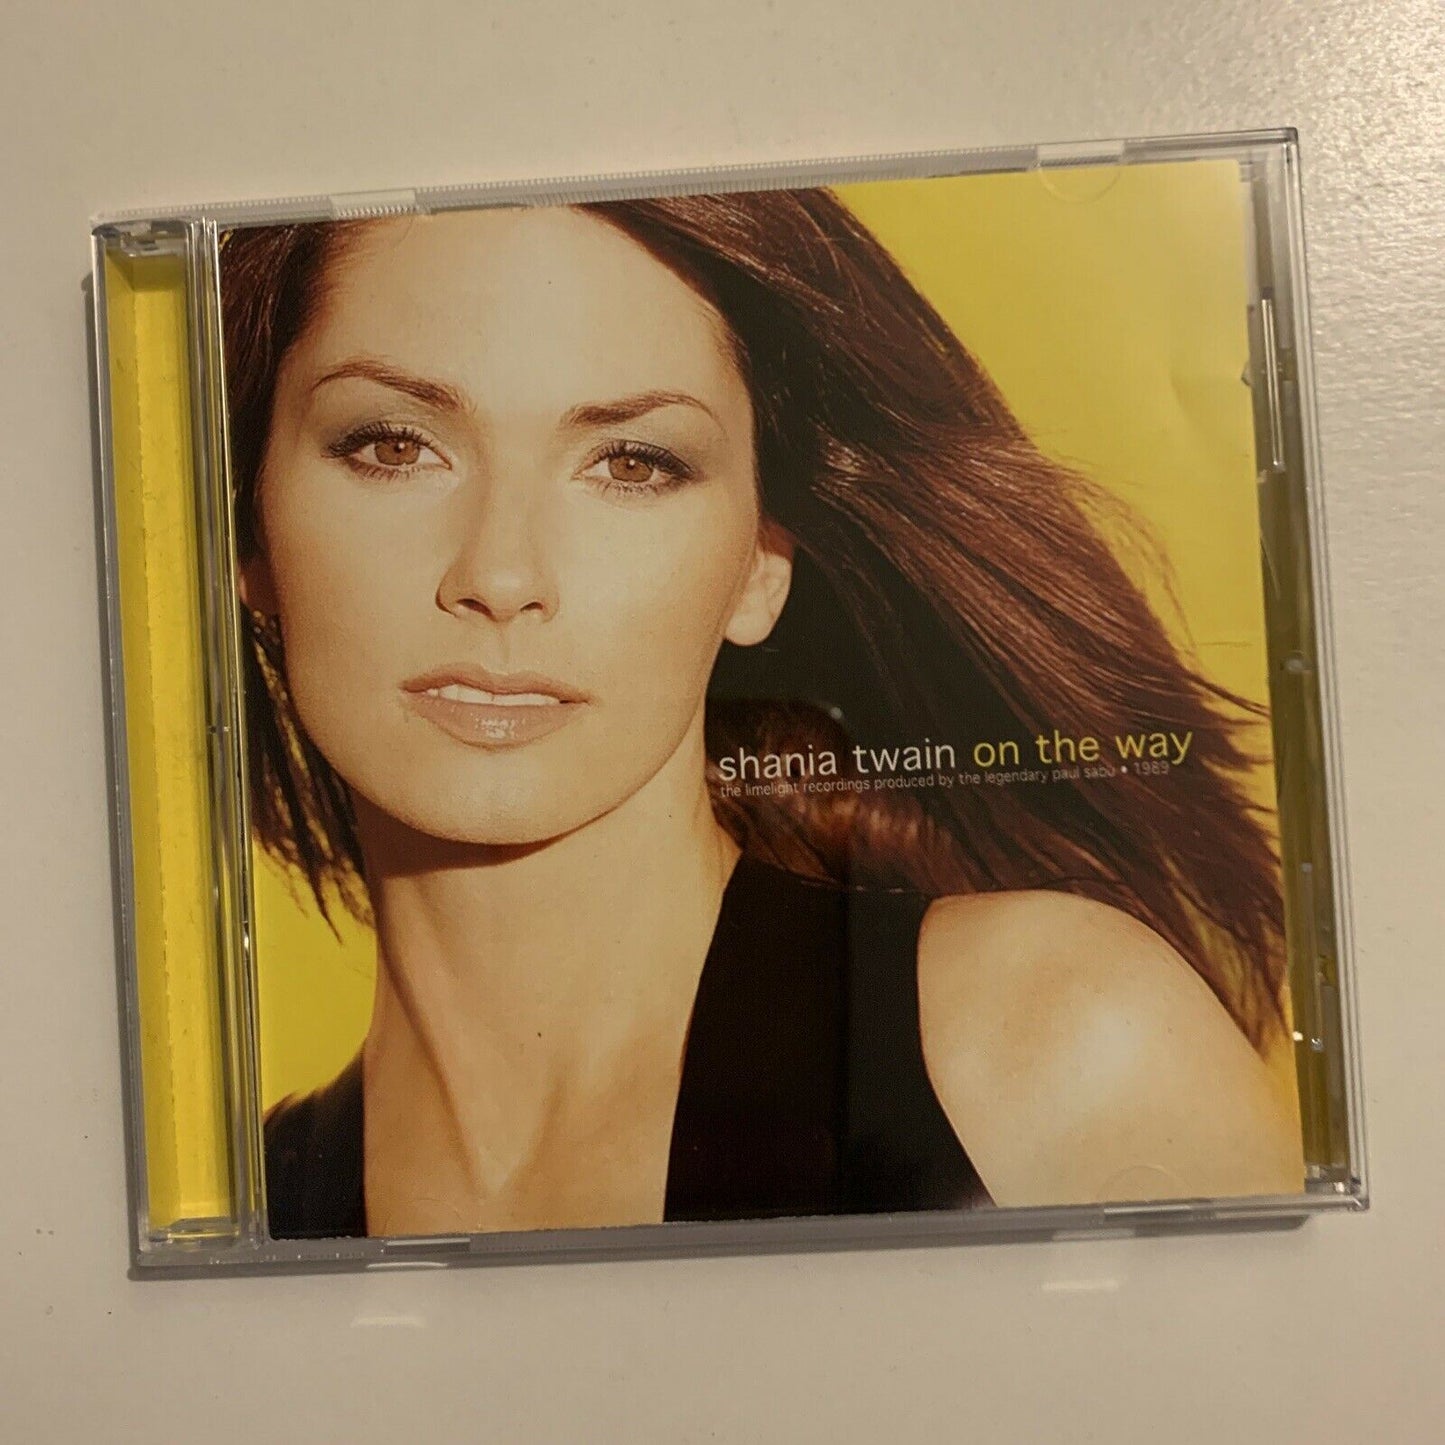 shania twain on the way
the limelight recordings produced by the legendary paul sabu • 1989